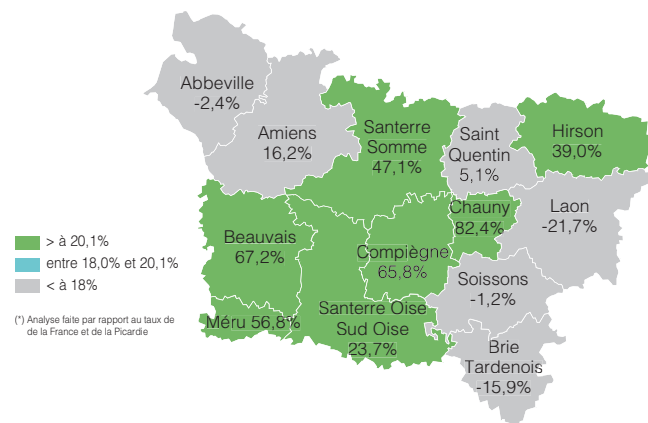 Abbeville
-2,4%
Amiens
16,2%
Santerre
Somme
47,1%
Saint
Quentin
5,1%
Hirson
39,0%
Chauny
82,4%
Laon
-21,7%
Beauvais
67,2%
Compiègne
65,8%
Soissons
-1,2%
Méru 56,8%
Santerre Oise
Sud Oise
23,7%
Brie
Tardenois
-15,9%
> à 20,1%
entre 18,0% et 20,1%
< à 18%
(*) Analyse faite par rapport au taux de
de la France et de la Picardie